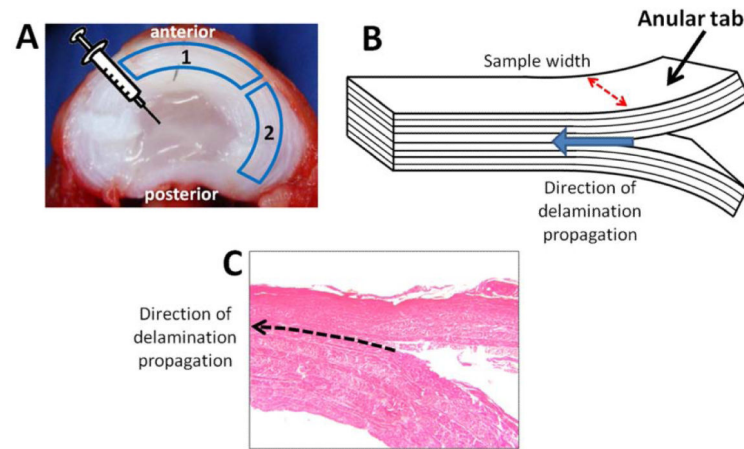 A
anterior
1
2
posterior
B
Anular tab
Sample width
Direction of
delamination
propagation
C
Direction of
delamination
propagation